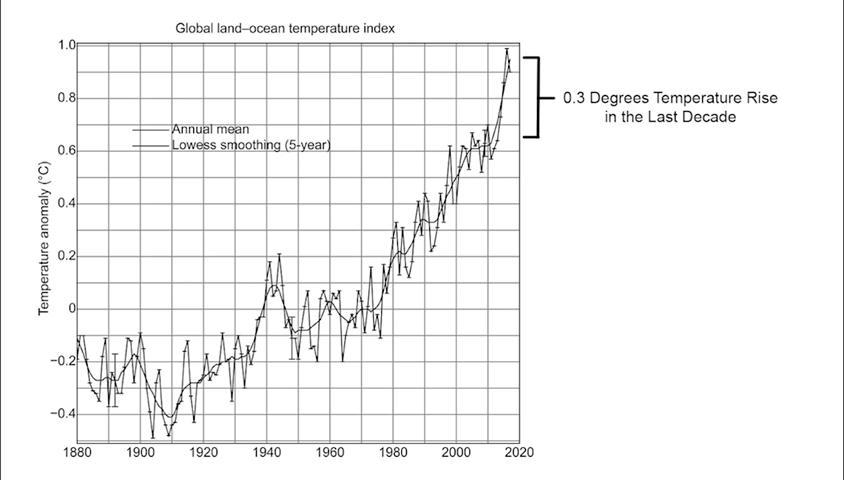 Global land–ocean temperature index
1.0
0.8
0.6
0.4
0.2
0
−0.2
−0.4
Temperature anomaly (°C)
Annual mean
Lowess smoothing (5-year)
1880 1900 1920 1940 1960 1980 2000 2020
0.3 Degrees Temperature Rise
in the Last Decade